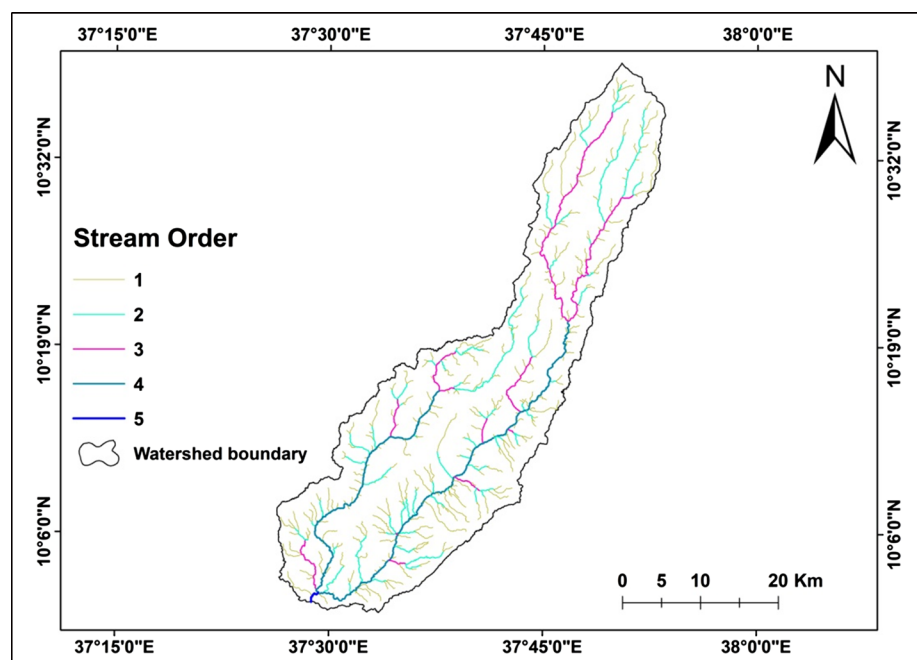 37°15'0"E 37°30'0"E 37°45'0"E 38°0'0"E
N
10°32'0"N 10°32'0"N
Stream Order
1
2
3
4
5
Watershed boundary
10°19'0"N 10°19'0"N
10°6'0"N 10°6'0"N
0 5 10 20 Km
37°15'0"E 37°30'0"E 37°45'0"E 38°0'0"E